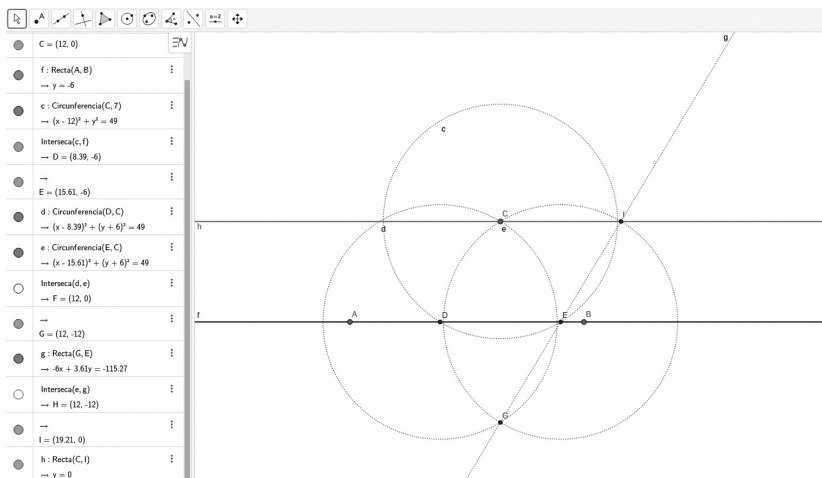 A
a=2
C = (12, 0)
f : Recta(A, B)
→ y = -6
c : Circunferencia(C, 7)
→ (x - 12)² + y² = 49
Interseca(c, f)
→ D = (8.39, -6)
→
E = (15.61, -6)
d : Circunferencia(D, C)
→ (x - 8.39)² + (y + 6)² = 49
e : Circunferencia(E, C)
→ (x - 15.61)² + (y + 6)² = 49
Interseca(d, e)
→ F = (12, 0)
→
G = (12, -12)
g : Recta(G, E)
→ -6x + 3.61y = -115.27
Interseca(e, g)
→ H = (12, -12)
→
I = (19.21, 0)
h : Recta(C, I)
→ y = 0
g
c
C
I
h
d
e
f
A
D
E
B
G